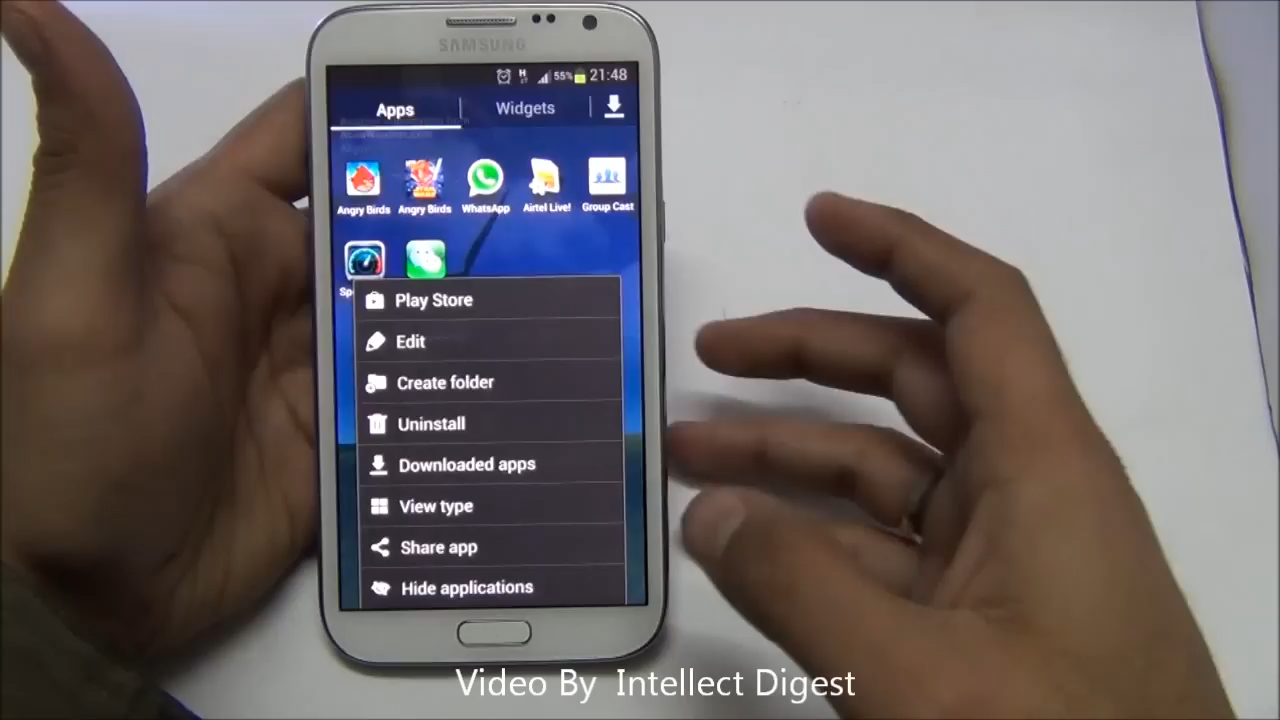 SAMSUNG
55% 21:48
Apps Widgets
Angry Birds Angry Birds WhatsApp Airtel Live! Group Cast
Play Store
Edit
Create folder
Uninstall
Downloaded apps
View type
Share app
Hide applications
Video By Intellect Digest